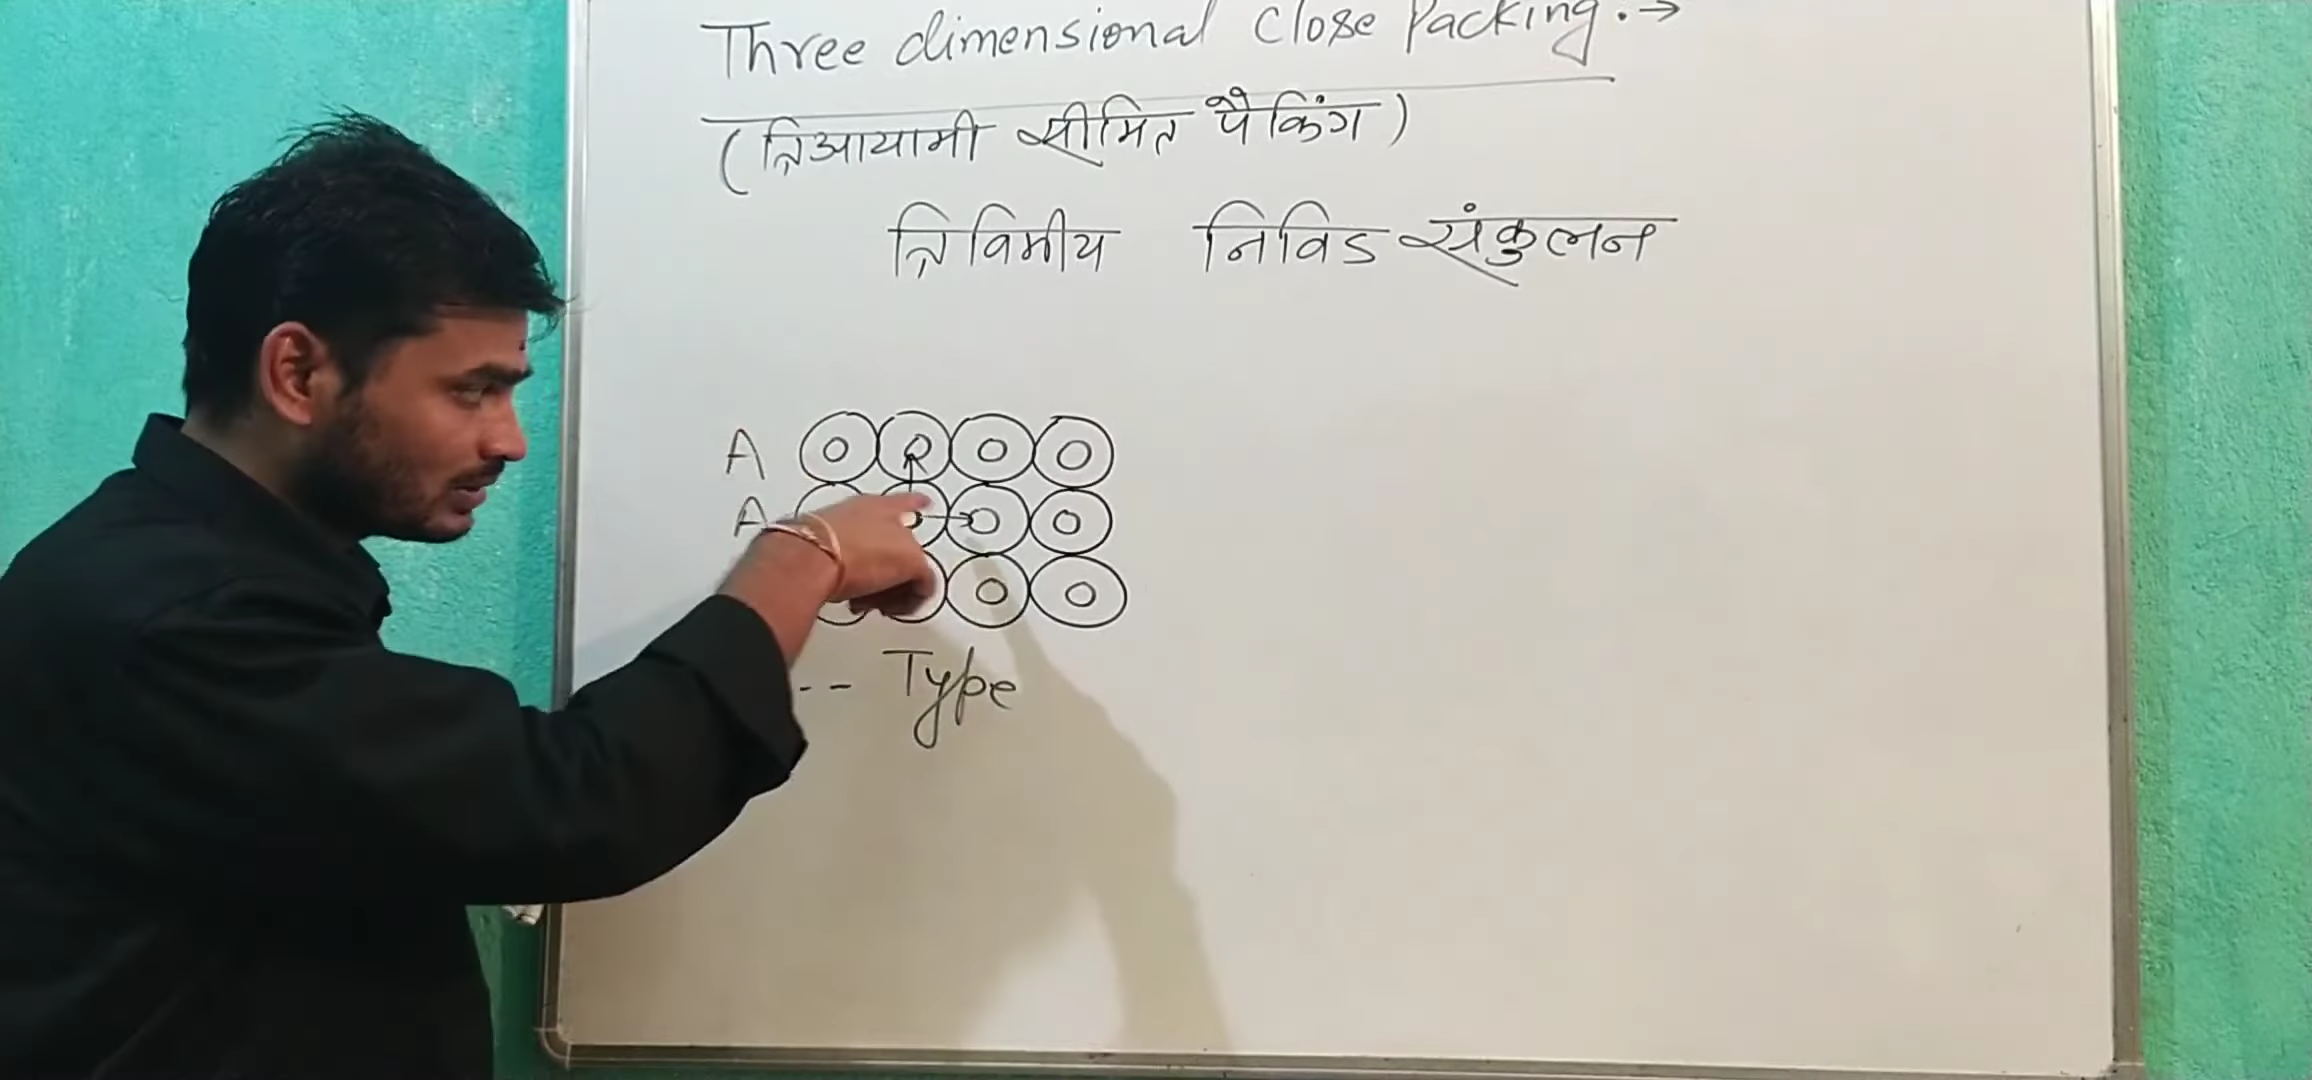 Three dimensional Close Packing :→
(त्रिआयामी सीमित पैकिंग)
त्रिविमीय निविड संकुलन
A
A
-- Type